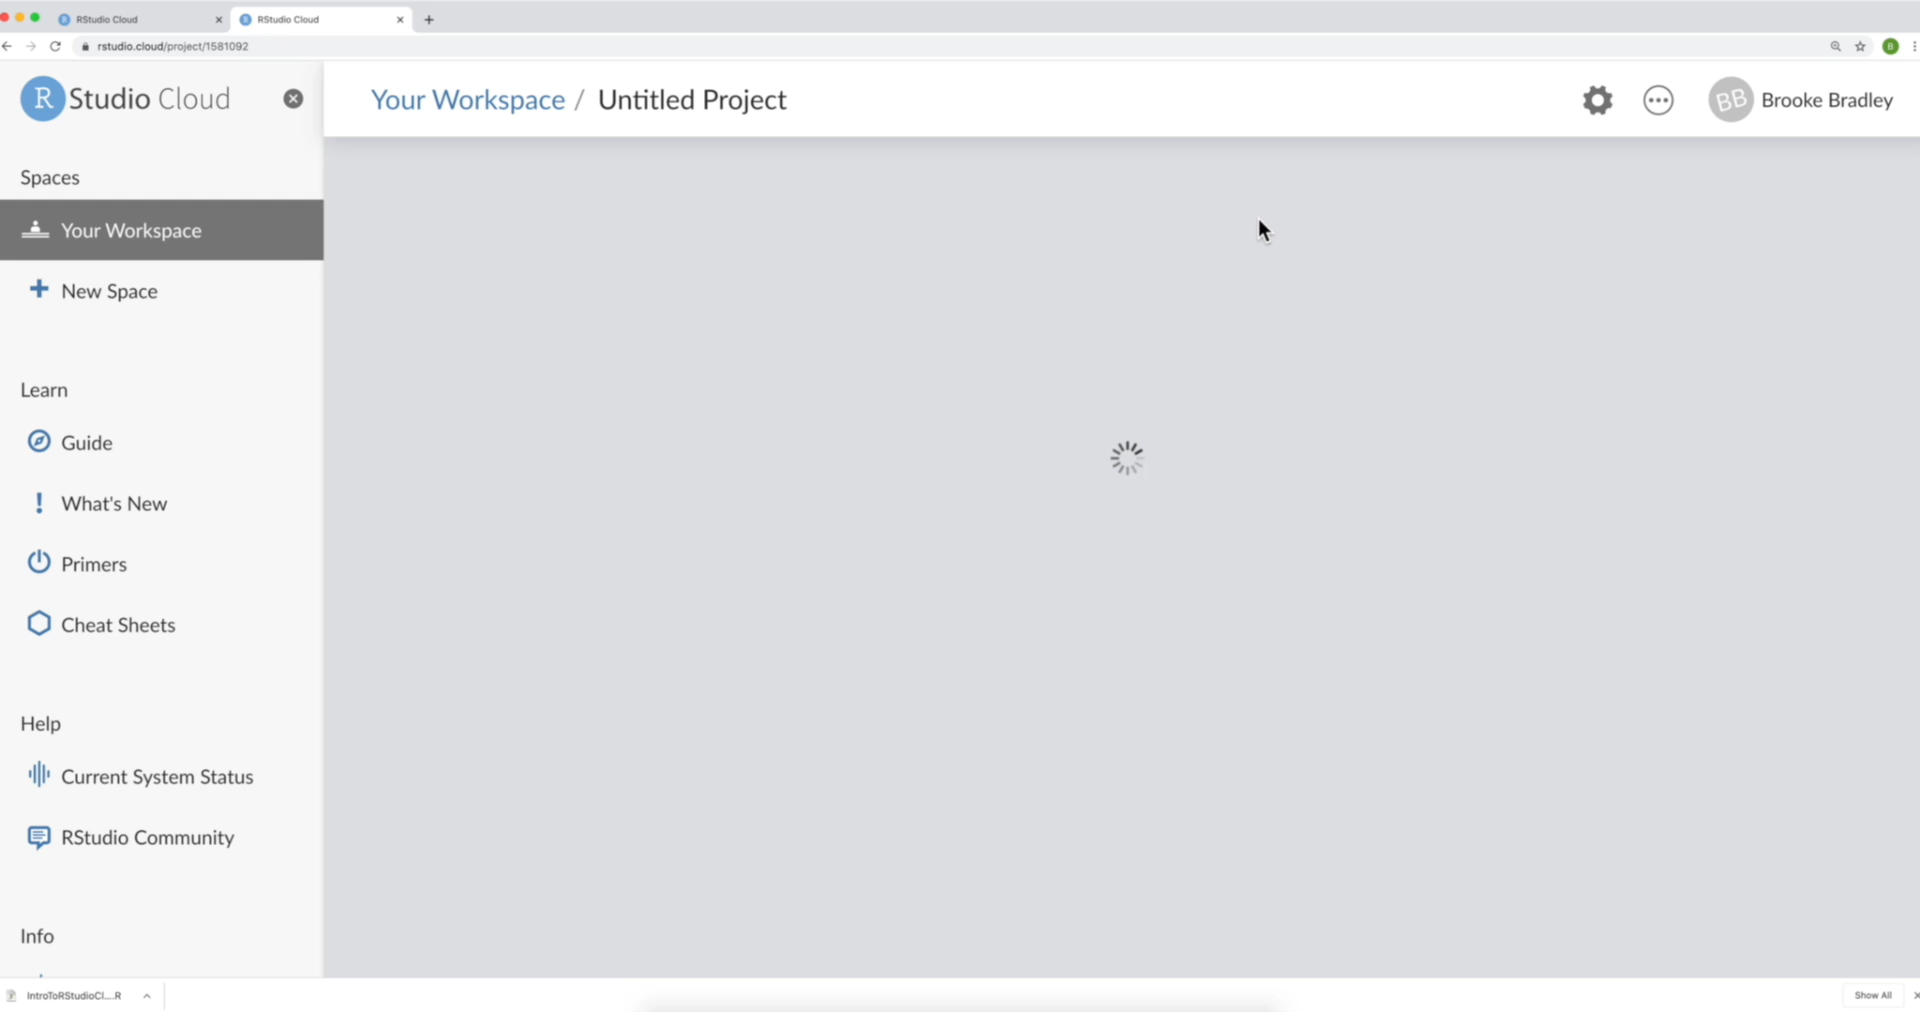 RStudio Cloud
RStudio Cloud
rstudio.cloud/project/1581092
B
R Studio Cloud
Your Workspace / Untitled Project
BB Brooke Bradley
Spaces
Your Workspace
New Space
Learn
Guide
What's New
Primers
Cheat Sheets
Help
Current System Status
RStudio Community
Info
IntroToRStudioCl....R
Show All